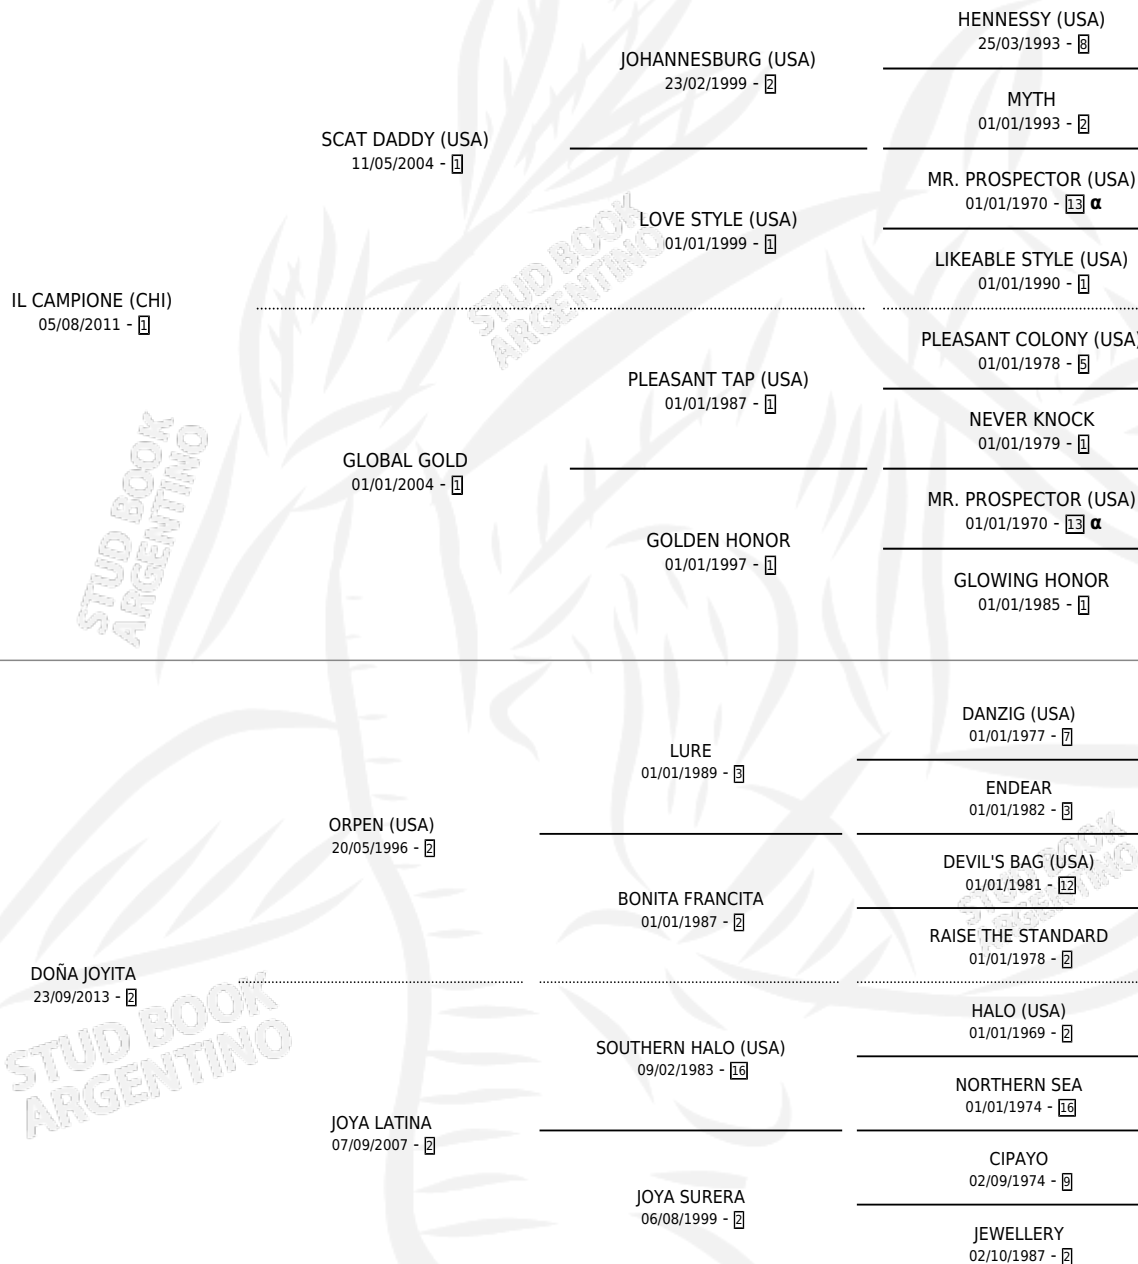 HENNESSY (USA)
25/03/1993 - 8
JOHANNESBURG (USA)
23/02/1999 - 2
MYTH
01/01/1993 - 2
SCAT DADDY (USA)
11/05/2004 - 1
MR. PROSPECTOR (USA)
01/01/1970 - 13 α
LOVE STYLE (USA)
01/01/1999 - 1
LIKEABLE STYLE (USA)
01/01/1990 - 1
IL CAMPIONE (CHI)
05/08/2011 - 1
PLEASANT COLONY (USA)
01/01/1978 - 5
PLEASANT TAP (USA)
01/01/1987 - 1
NEVER KNOCK
01/01/1979 - 1
GLOBAL GOLD
01/01/2004 - 1
MR. PROSPECTOR (USA)
01/01/1970 - 13 α
GOLDEN HONOR
01/01/1997 - 1
GLOWING HONOR
01/01/1985 - 1
DANZIG (USA)
01/01/1977 - 7
LURE
01/01/1989 - 3
ENDEAR
01/01/1982 - 3
ORPEN (USA)
20/05/1996 - 2
DEVIL'S BAG (USA)
01/01/1981 - 12
BONITA FRANCITA
01/01/1987 - 2
RAISE THE STANDARD
01/01/1978 - 2
DOÑA JOYITA
23/09/2013 - 2
HALO (USA)
01/01/1969 - 2
SOUTHERN HALO (USA)
09/02/1983 - 16
NORTHERN SEA
01/01/1974 - 16
JOYA LATINA
07/09/2007 - 2
CIPAYO
02/09/1974 - 9
JOYA SURERA
06/08/1999 - 2
JEWELLERY
02/10/1987 - 2
STUD BOOK
ARGENTINO
STUD BOOK
ARGENTINO
STUD BOOK
ARGENTINO
STUD BOOK
ARGENTINO